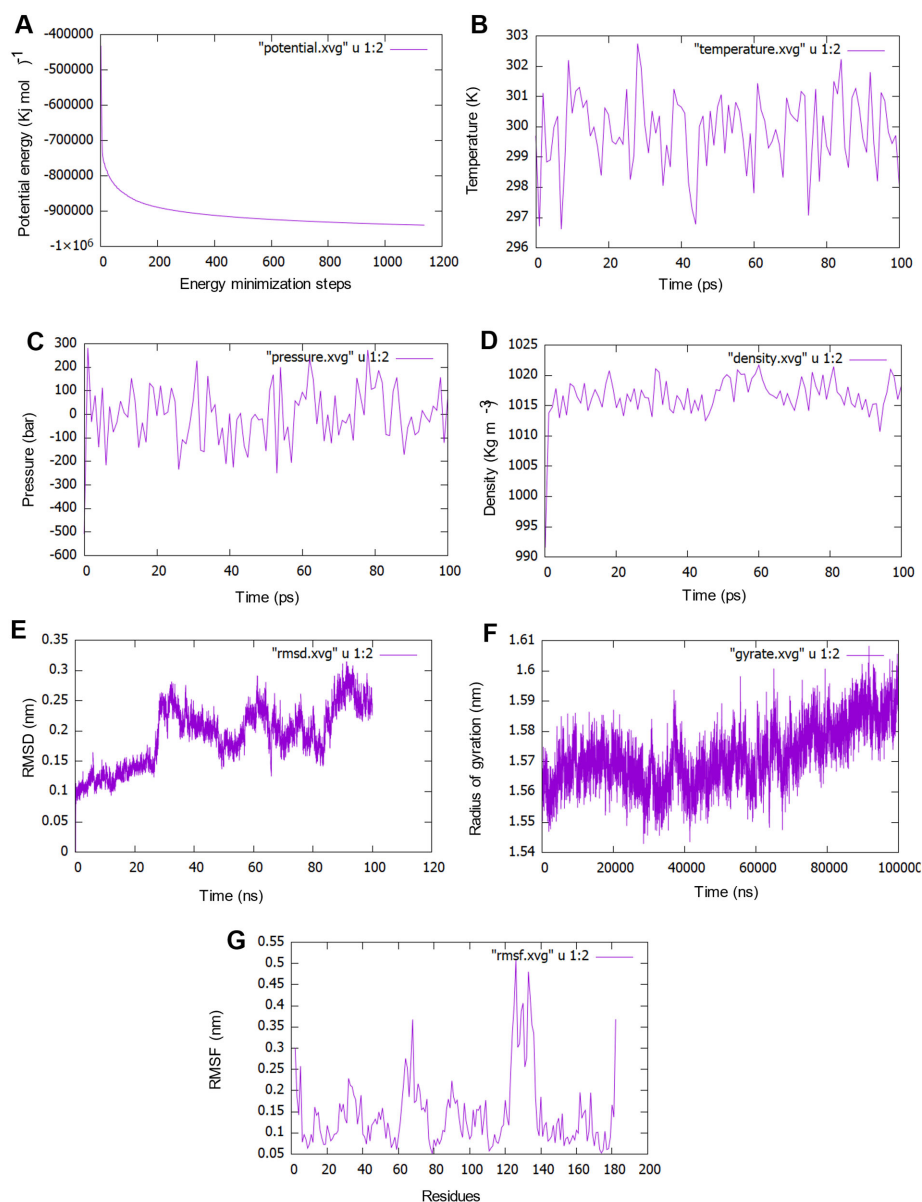 A
Potential energy (Kj mol⁻¹)
"potential.xvg" u 1:2
-400000
-500000
-600000
-700000
-800000
-900000
-1×10⁶
0 200 400 600 800 1000 1200
Energy minimization steps
B
Temperature (K)
"temperature.xvg" u 1:2
303
302
301
300
299
298
297
296
0 20 40 60 80 100
Time (ps)
C
Pressure (bar)
"pressure.xvg" u 1:2
300
200
100
0
-100
-200
-300
-400
-500
-600
0 20 40 60 80 100
Time (ps)
D
Density (Kg m⁻³)
"density.xvg" u 1:2
1025
1020
1015
1010
1005
1000
995
990
0 20 40 60 80 100
Time (ps)
E
RMSD (nm)
"rmsd.xvg" u 1:2
0.35
0.3
0.25
0.2
0.15
0.1
0.05
0
0 20 40 60 80 100 120
Time (ns)
F
Radius of gyration (nm)
"gyrate.xvg" u 1:2
1.61
1.6
1.59
1.58
1.57
1.56
1.55
1.54
0 20000 40000 60000 80000 100000
Time (ns)
G
RMSF (nm)
"rmsf.xvg" u 1:2
0.55
0.5
0.45
0.4
0.35
0.3
0.25
0.2
0.15
0.1
0.05
0 20 40 60 80 100 120 140 160 180 200
Residues